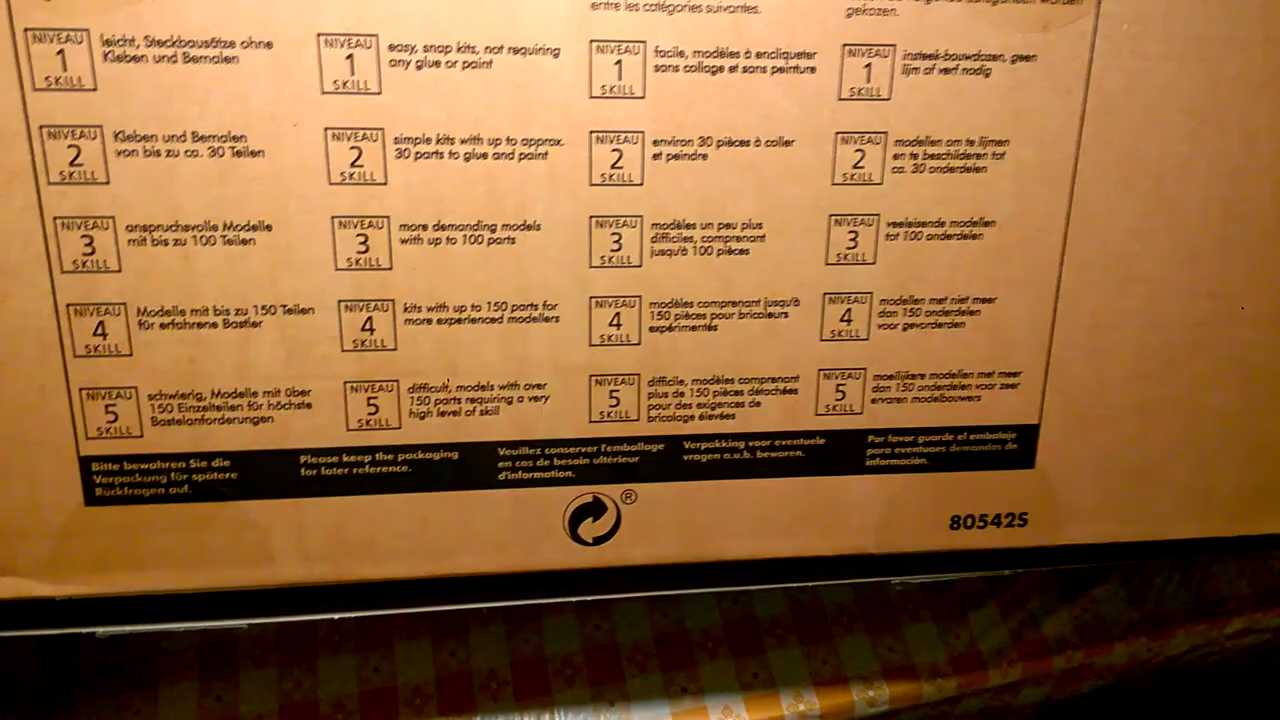 entre les catégories suivantes.
gekozen.
NIVEAU
1
SKILL
leicht, Steckbausätze ohne
Kleben und Bemalen
NIVEAU
1
SKILL
easy, snap kits, not requiring
any glue or paint
NIVEAU
1
SKILL
facile, modèles à encliqueter
sans collage et sans peinture
NIVEAU
1
SKILL
insteek-bouwdozen, geen
lijm of verf nodig
NIVEAU
2
SKILL
Kleben und Bemalen
von bis zu ca. 30 Teilen
NIVEAU
2
SKILL
simple kits with up to approx.
30 parts to glue and paint
NIVEAU
2
SKILL
environ 30 pièces à coller
et peindre
NIVEAU
2
SKILL
modellen om te lijmen
en te beschilderen tot
ca. 30 onderdelen
NIVEAU
3
SKILL
anspruchsvolle Modelle
mit bis zu 100 Teilen
NIVEAU
3
SKILL
more demanding models
with up to 100 parts
NIVEAU
3
SKILL
modèles un peu plus
difficiles, comprenant
jusqu'à 100 pièces
NIVEAU
3
SKILL
veeleisende modellen
tot 100 onderdelen
NIVEAU
4
SKILL
Modelle mit bis zu 150 Teilen
für erfahrene Bastler
NIVEAU
4
SKILL
kits with up to 150 parts for
more experienced modellers
NIVEAU
4
SKILL
modèles comprenant jusqu'à
150 pièces pour bricoleurs
expérimentés
NIVEAU
4
SKILL
modellen met niet meer
dan 150 onderdelen
voor gevorderden
NIVEAU
5
SKILL
schwierig, Modelle mit über
150 Einzelteilen für höchste
Bastelanforderungen
NIVEAU
5
SKILL
difficult, models with over
150 parts requiring a very
high level of skill
NIVEAU
5
SKILL
difficile, modèles comprenant
plus de 150 pièces détachées
pour des exigences de
bricolage élevées
NIVEAU
5
SKILL
moeilijkere modellen met meer
dan 150 onderdelen voor zeer
ervaren modelbouwers
Bitte bewahren Sie die
Verpackung für spätere
Rückfragen auf.
Please keep the packaging
for later reference.
Veuillez conserver l'emballage
en cas de besoin ultérieur
d'information.
Verpakking voor eventuele
vragen a.u.b. bewaren.
Por favor guarde el embalaje
para eventuaes demandas de
información.
®
80542S